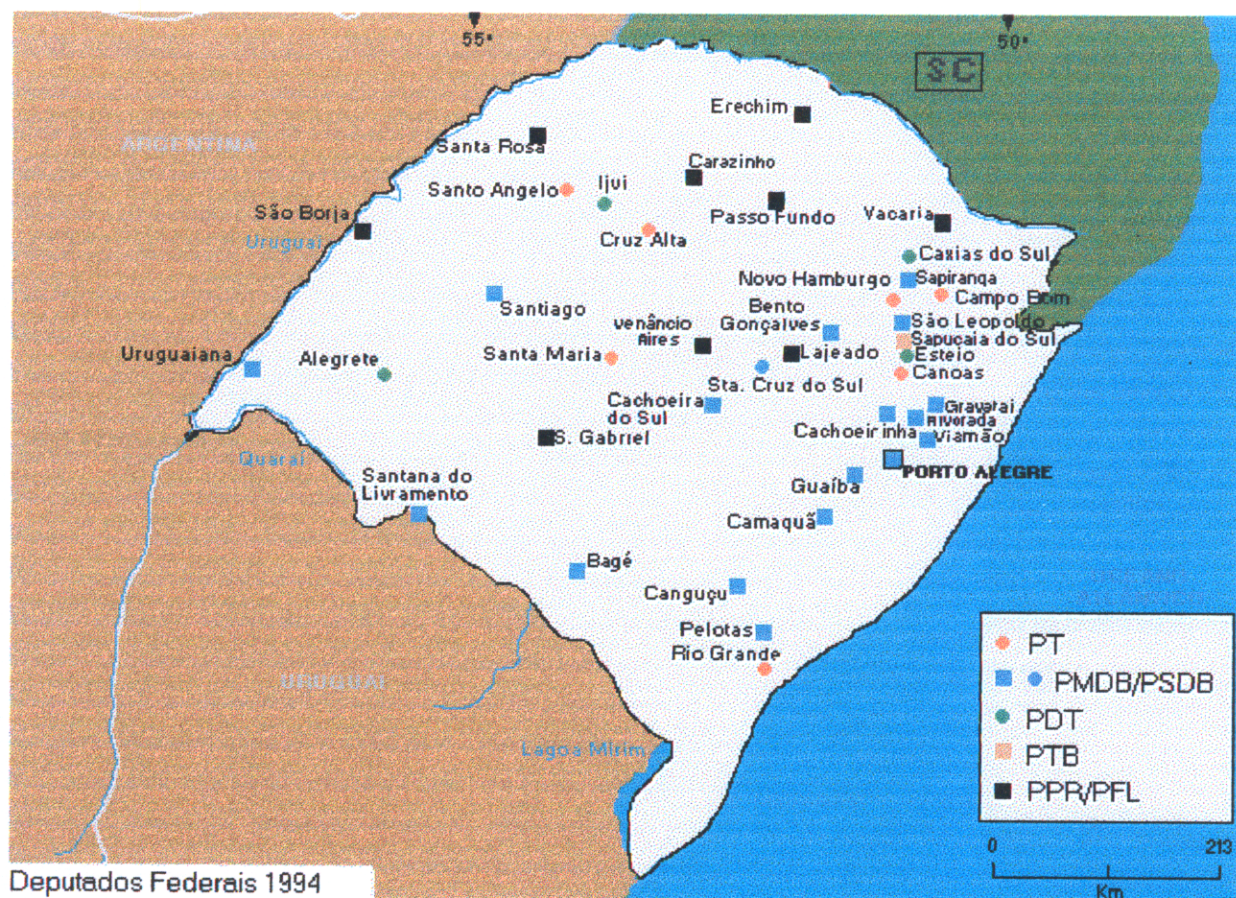 55°
50°
SC
ARGENTINA
Erechim
Santa Rosa
Carazinho
Santo Angelo
Ijui
São Borja
Passo Fundo
Vacaria
Uruguai
Cruz Alta
Caxias do Sul
Novo Hamburgo
Sapiranga
Santiago
Bento
Gonçalves
Campo Bom
Venâncio
Aires
São Leopoldo
Sapucaia do Sul
Uruguaiana
Alegrete
Santa Maria
Lajeado
Esteio
Canoas
Sta. Cruz do Sul
Cachoeira
do Sul
Gravatai
Alvorada
S. Gabriel
Cachoeirinha
Viamão
Quarai
PORTO ALEGRE
Santana do
Livramento
Guaíba
Camaquã
Bagé
Canguçu
Pelotas
Rio Grande
URUGUAI
Lagoa Mirim
PT
PMDB/PSDB
PDT
PTB
PPR/PFL
0
213
Km
Deputados Federais 1994